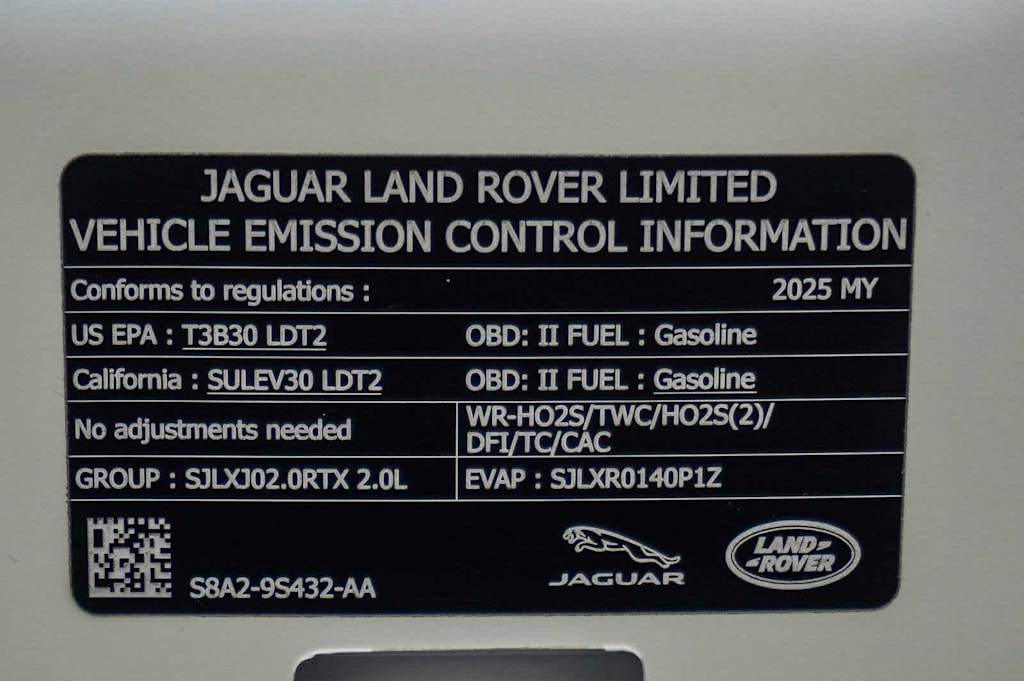 JAGUAR LAND ROVER LIMITED
VEHICLE EMISSION CONTROL INFORMATION
Conforms to regulations : 2025 MY
US EPA : T3B30 LDT2 OBD: II FUEL : Gasoline
California : SULEV30 LDT2 OBD: II FUEL : Gasoline
No adjustments needed
WR-HO2S/TWC/HO2S(2)/
DFI/TC/CAC
GROUP : SJLXJ02.0RTX 2.0L EVAP : SJLXR0140P1Z
S8A2-9S432-AA
JAGUAR
LAND-
-ROVER